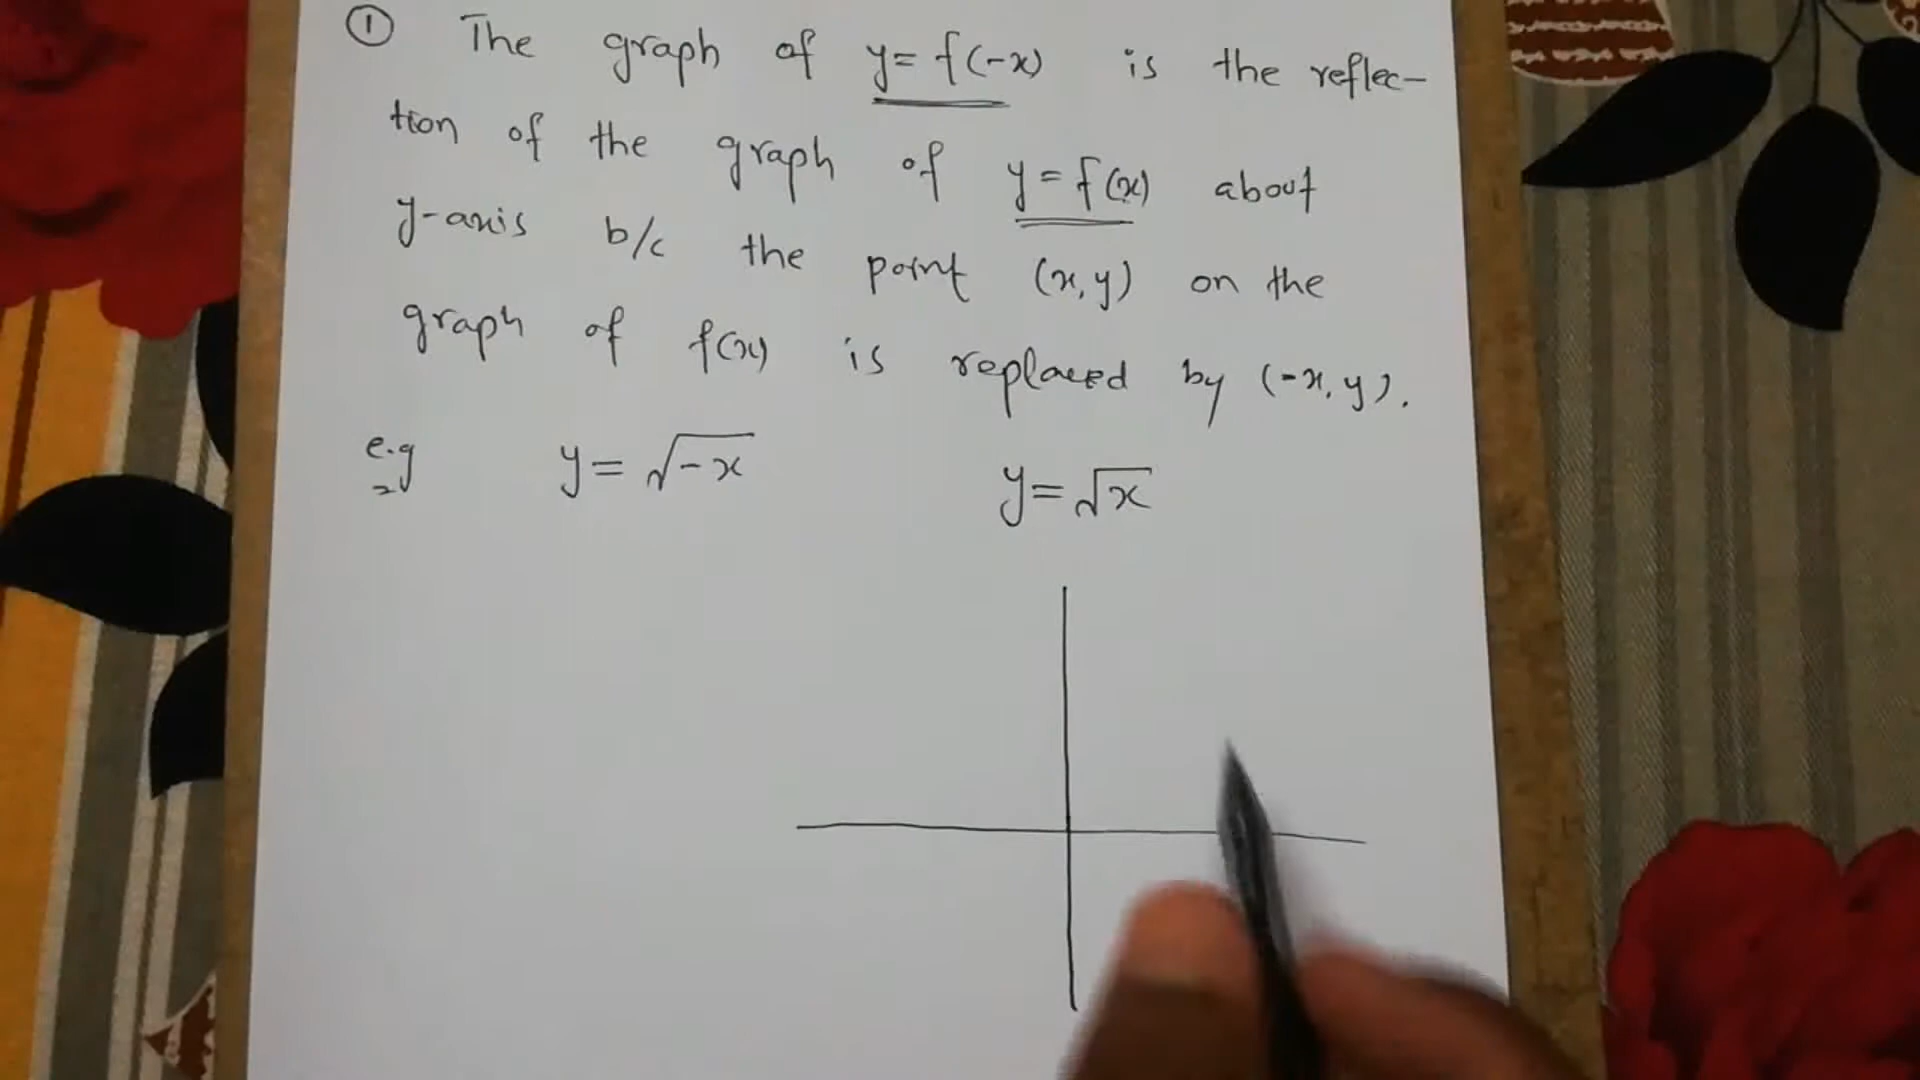 ① The graph of y = f(-x) is the reflec-
tion of the graph of y = f(x) about
y-axis b/c the point (x, y) on the
graph of f(x) is replaced by (-x, y).
e.g y = √-x y = √x